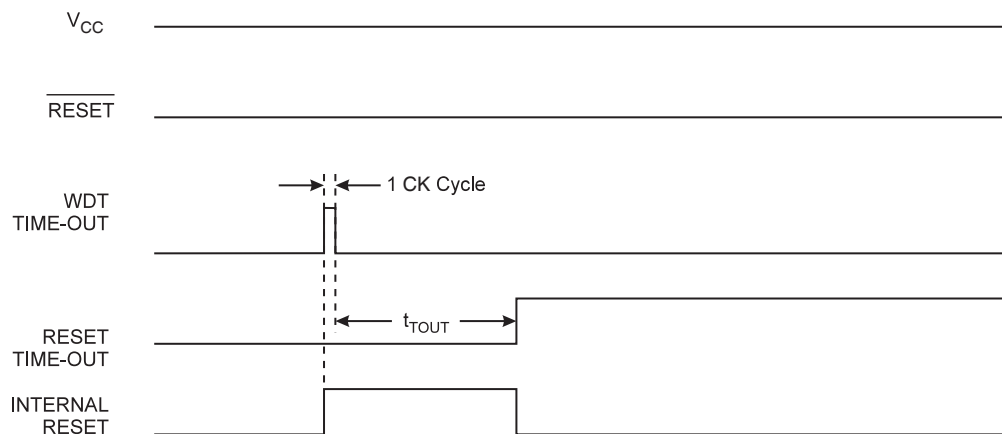 VCC
RESET
1 CK Cycle
WDT
TIME-OUT
tTOUT
RESET
TIME-OUT
INTERNAL
RESET